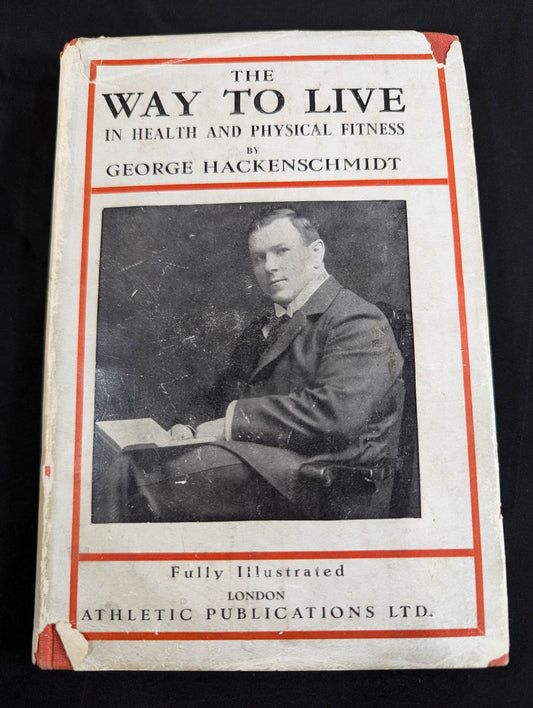 THE
WAY TO LIVE
IN HEALTH AND PHYSICAL FITNESS
BY
GEORGE HACKENSCHMIDT
Fully Illustrated
LONDON
ATHLETIC PUBLICATIONS LTD.